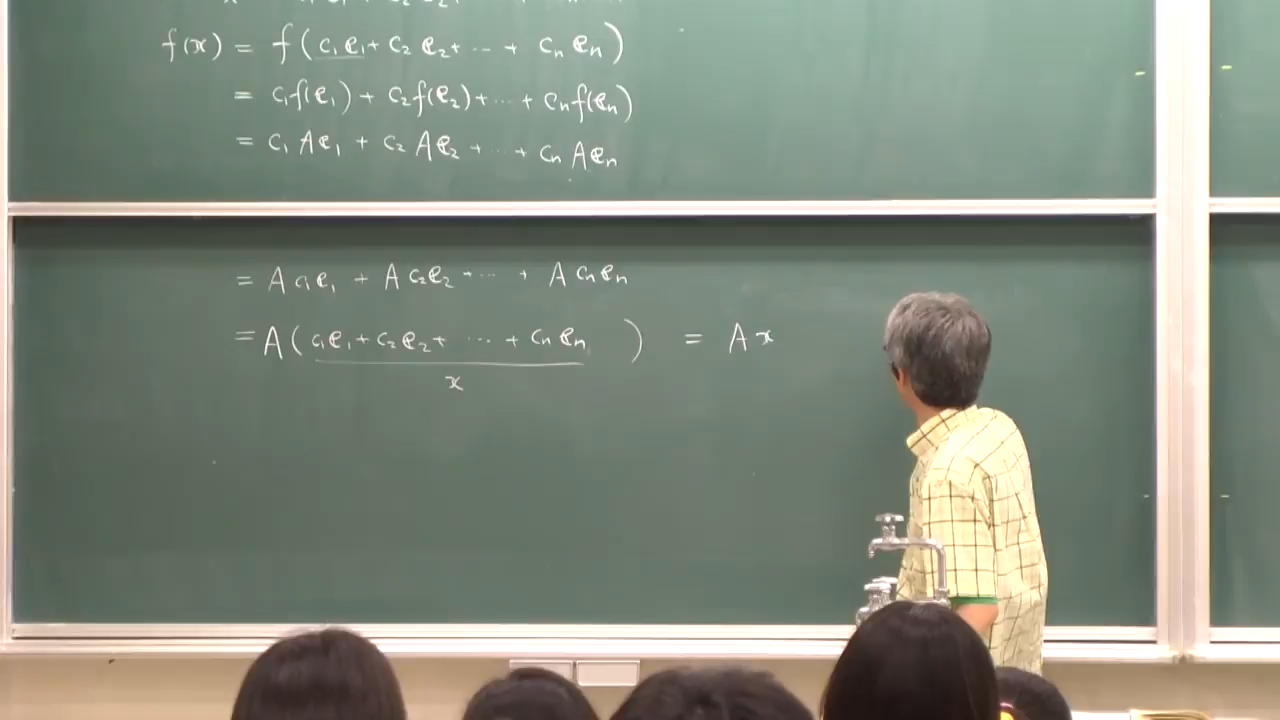 f(x) = f(c₁e₁ + c₂e₂ + ⋯ + cₙeₙ)
= c₁f(e₁) + c₂f(e₂) + ⋯ + cₙf(eₙ)
= c₁Ae₁ + c₂Ae₂ + ⋯ + cₙAeₙ
= Ac₁e₁ + Ac₂e₂ + ⋯ + Acₙeₙ
= A(c₁e₁ + c₂e₂ + ⋯ + cₙeₙ) = Ax
x